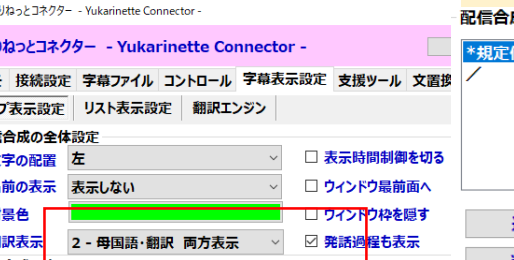 りねっとコネクター - Yukarinette Connector -
りねっとコネクター - Yukarinette Connector -
接続設定 字幕ファイル コントロール 字幕表示設定 支援ツール 文置換
プ表示設定 リスト表示設定 翻訳エンジン
信合成の全体設定
字の配置 左 □ 表示時間制御を切る
前の表示 表示しない □ ウィンドウ最前面へ
景色 □ ウィンドウ枠を隠す
訳表示 2 - 母国語・翻訳 両方表示 ☑ 発話過程も表示
配信合成
*規定値
/